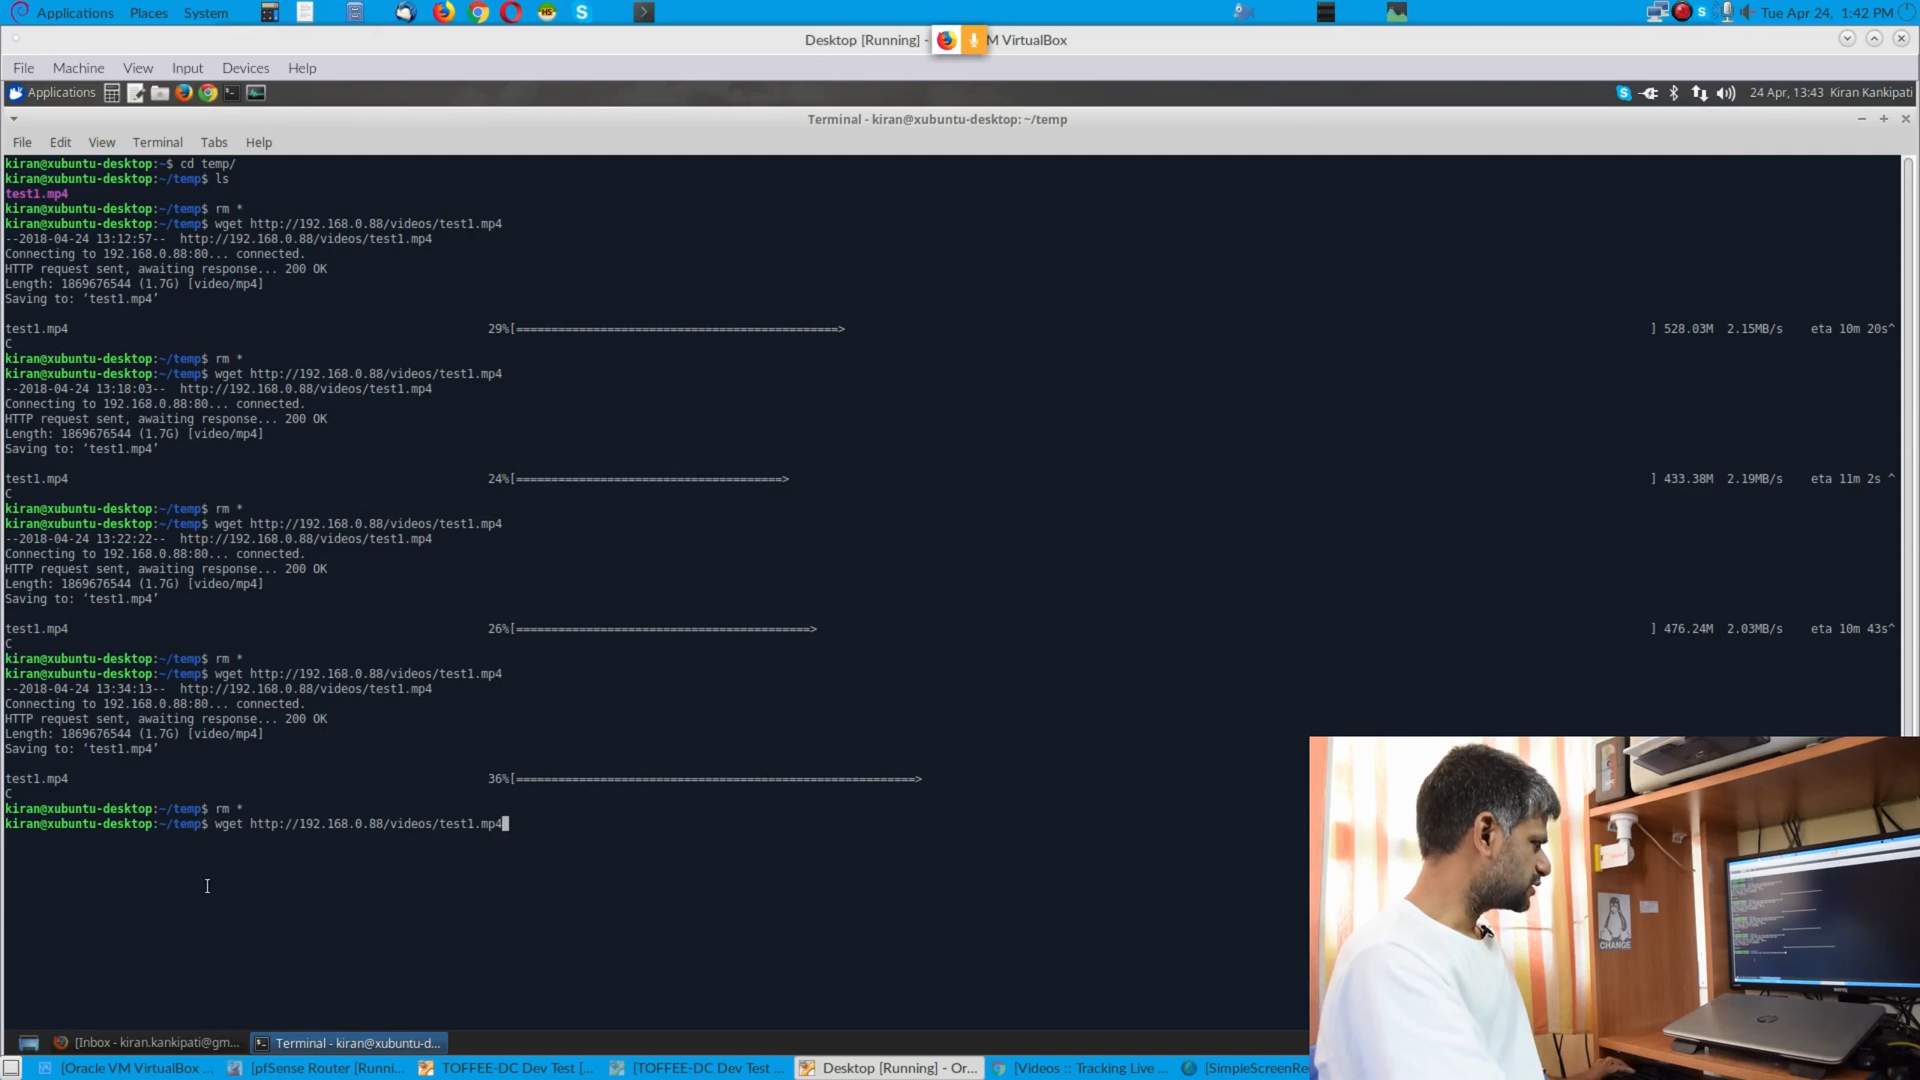 Applications Places System Tue Apr 24, 1:42 PM
Desktop [Running] - M VirtualBox
File Machine View Input Devices Help
Applications 24 Apr, 13:43 Kiran Kankipati
Terminal - kiran@xubuntu-desktop: ~/temp
File Edit View Terminal Tabs Help
kiran@xubuntu-desktop:~$ cd temp/
kiran@xubuntu-desktop:~/temp$ ls
test1.mp4
kiran@xubuntu-desktop:~/temp$ rm *
kiran@xubuntu-desktop:~/temp$ wget http://192.168.0.88/videos/test1.mp4
--2018-04-24 13:12:57-- http://192.168.0.88/videos/test1.mp4
Connecting to 192.168.0.88:80... connected.
HTTP request sent, awaiting response... 200 OK
Length: 1869676544 (1.7G) [video/mp4]
Saving to: ‘test1.mp4’
test1.mp4 29%[==============================================> ] 528.03M 2.15MB/s eta 10m 20s^
C
kiran@xubuntu-desktop:~/temp$ rm *
kiran@xubuntu-desktop:~/temp$ wget http://192.168.0.88/videos/test1.mp4
--2018-04-24 13:18:03-- http://192.168.0.88/videos/test1.mp4
Connecting to 192.168.0.88:80... connected.
HTTP request sent, awaiting response... 200 OK
Length: 1869676544 (1.7G) [video/mp4]
Saving to: ‘test1.mp4’
test1.mp4 24%[======================================> ] 433.38M 2.19MB/s eta 11m 2s ^
C
kiran@xubuntu-desktop:~/temp$ rm *
kiran@xubuntu-desktop:~/temp$ wget http://192.168.0.88/videos/test1.mp4
--2018-04-24 13:22:22-- http://192.168.0.88/videos/test1.mp4
Connecting to 192.168.0.88:80... connected.
HTTP request sent, awaiting response... 200 OK
Length: 1869676544 (1.7G) [video/mp4]
Saving to: ‘test1.mp4’
test1.mp4 26%[==========================================> ] 476.24M 2.03MB/s eta 10m 43s^
C
kiran@xubuntu-desktop:~/temp$ rm *
kiran@xubuntu-desktop:~/temp$ wget http://192.168.0.88/videos/test1.mp4
--2018-04-24 13:34:13-- http://192.168.0.88/videos/test1.mp4
Connecting to 192.168.0.88:80... connected.
HTTP request sent, awaiting response... 200 OK
Length: 1869676544 (1.7G) [video/mp4]
Saving to: ‘test1.mp4’
test1.mp4 36%[=========================================================>
C
kiran@xubuntu-desktop:~/temp$ rm *
kiran@xubuntu-desktop:~/temp$ wget http://192.168.0.88/videos/test1.mp4
CHANGE
[Inbox - kiran.kankipati@gm... Terminal - kiran@xubuntu-d...
[Oracle VM VirtualBox ... [pfSense Router [Runni... TOFFEE-DC Dev Test [... [TOFFEE-DC Dev Test ... Desktop [Running] - Or... [Videos :: Tracking Live ... [SimpleScreenRe